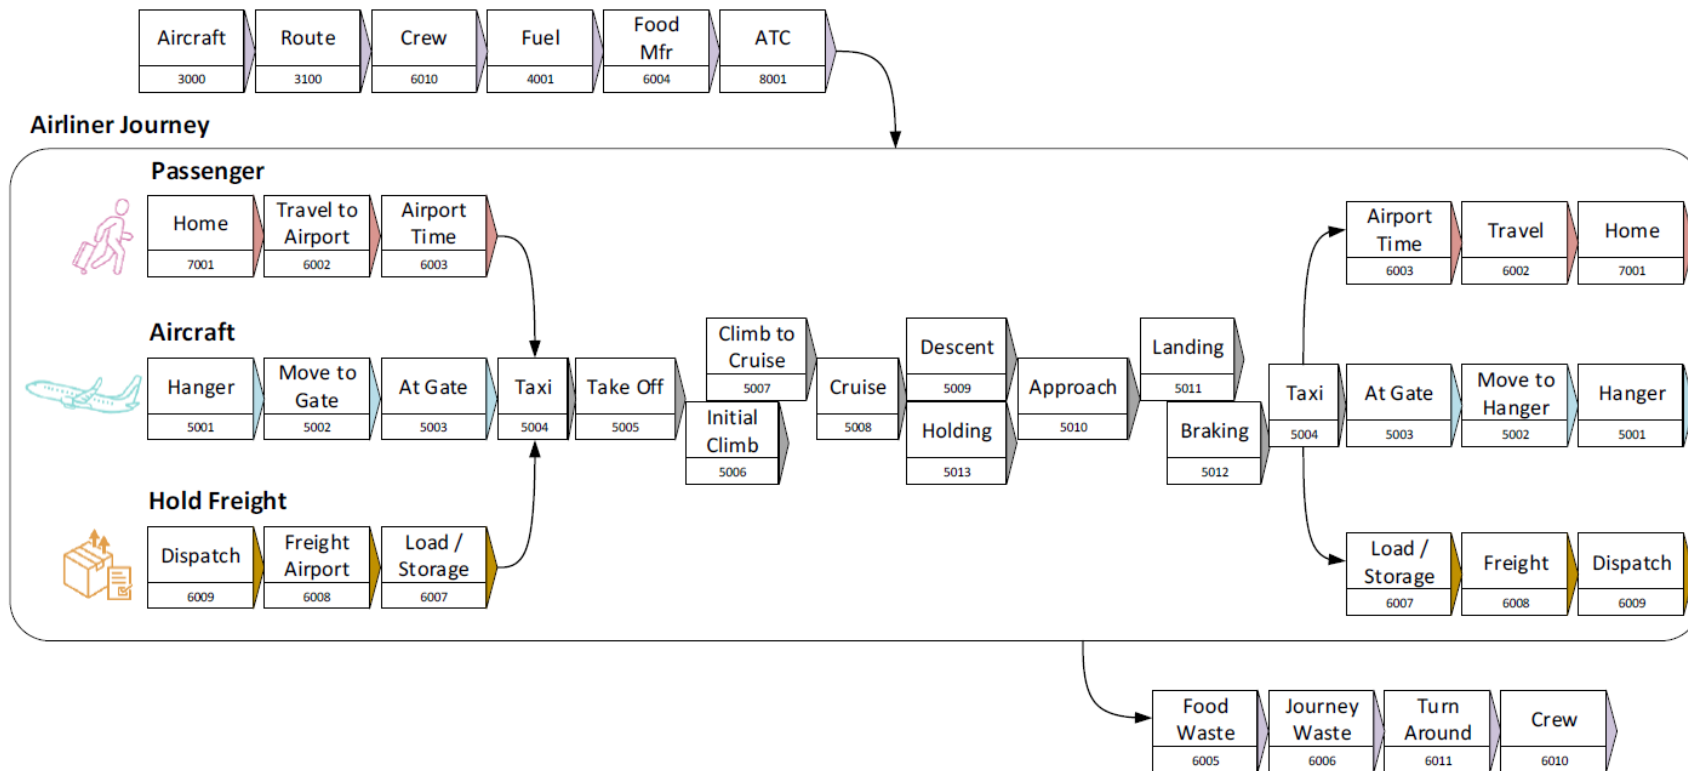 Aircraft
3000
Route
3100
Crew
6010
Fuel
4001
Food
Mfr
6004
ATC
8001
Airliner Journey
Passenger
Home
7001
Travel to
Airport
6002
Airport
Time
6003
Airport
Time
6003
Travel
6002
Home
7001
Aircraft
Hanger
5001
Move to
Gate
5002
At Gate
5003
Taxi
5004
Take Off
5005
Climb to
Cruise
5007
Initial
Climb
5006
Cruise
5008
Descent
5009
Holding
5013
Approach
5010
Landing
5011
Braking
5012
Taxi
5004
At Gate
5003
Move to
Hanger
5002
Hanger
5001
Hold Freight
Dispatch
6009
Freight
Airport
6008
Load /
Storage
6007
Load /
Storage
6007
Freight
6008
Dispatch
6009
Food
Waste
6005
Journey
Waste
6006
Turn
Around
6011
Crew
6010